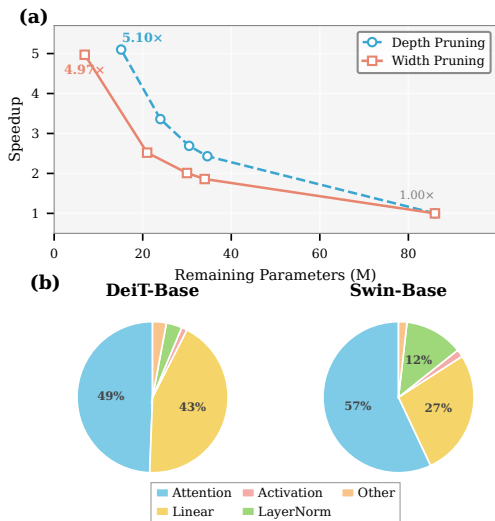 (a)
5.10×
4.97×
1.00×
Depth Pruning
Width Pruning
Speedup
5
4
3
2
1
0 20 40 60 80
Remaining Parameters (M)
(b)
DeiT-Base Swin-Base
49% 43%
57% 27% 12%
Attention Activation Other
Linear LayerNorm